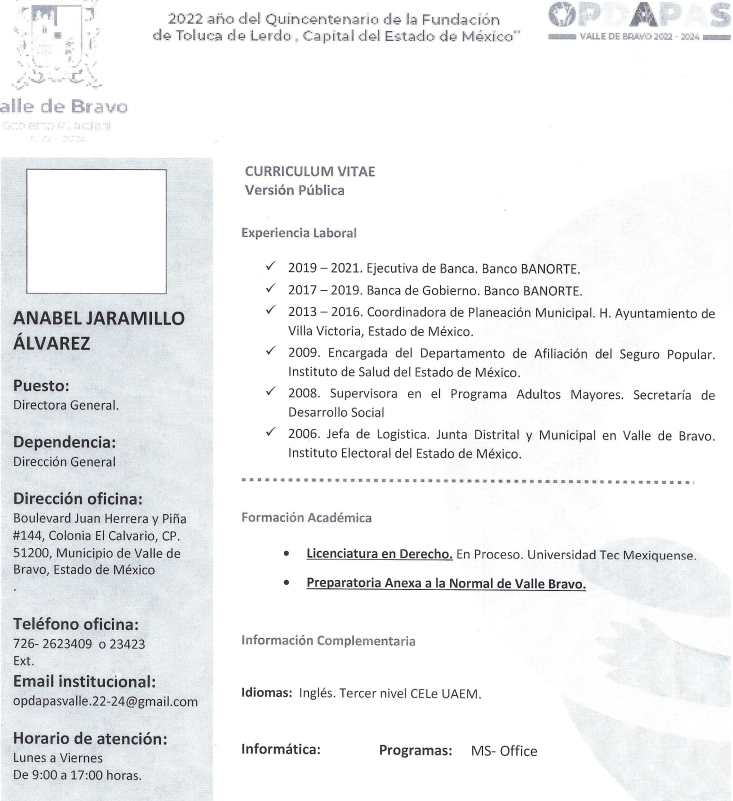 2022 año del Quincentenario de la Fundación
de Toluca de Lerdo , Capital del Estado de México"
OPDAPAS
VALLE DE BRAVO 2022 - 2024
alle de Bravo
CURRICULUM VITAE
Versión Pública
Experiencia Laboral
✓ 2019 – 2021. Ejecutiva de Banca. Banco BANORTE.
✓ 2017 – 2019. Banca de Gobierno. Banco BANORTE.
✓ 2013 – 2016. Coordinadora de Planeación Municipal. H. Ayuntamiento de
Villa Victoria, Estado de México.
✓ 2009. Encargada del Departamento de Afiliación del Seguro Popular.
Instituto de Salud del Estado de México.
✓ 2008. Supervisora en el Programa Adultos Mayores. Secretaría de
Desarrollo Social
✓ 2006. Jefa de Logistica. Junta Distrital y Municipal en Valle de Bravo.
Instituto Electoral del Estado de México.
Formación Académica
• Licenciatura en Derecho. En Proceso. Universidad Tec Mexiquense.
• Preparatoria Anexa a la Normal de Valle Bravo.
Información Complementaria
Idiomas: Inglés. Tercer nivel CELe UAEM.
Informática: Programas: MS- Office
ANABEL JARAMILLO
ÁLVAREZ
Puesto:
Directora General.
Dependencia:
Dirección General
Dirección oficina:
Boulevard Juan Herrera y Piña
#144, Colonia El Calvario, CP.
51200, Municipio de Valle de
Bravo, Estado de México
.
Teléfono oficina:
726- 2623409 o 23423
Ext.
Email institucional:
opdapasvalle.22-24@gmail.com
Horario de atención:
Lunes a Viernes
De 9:00 a 17:00 horas.